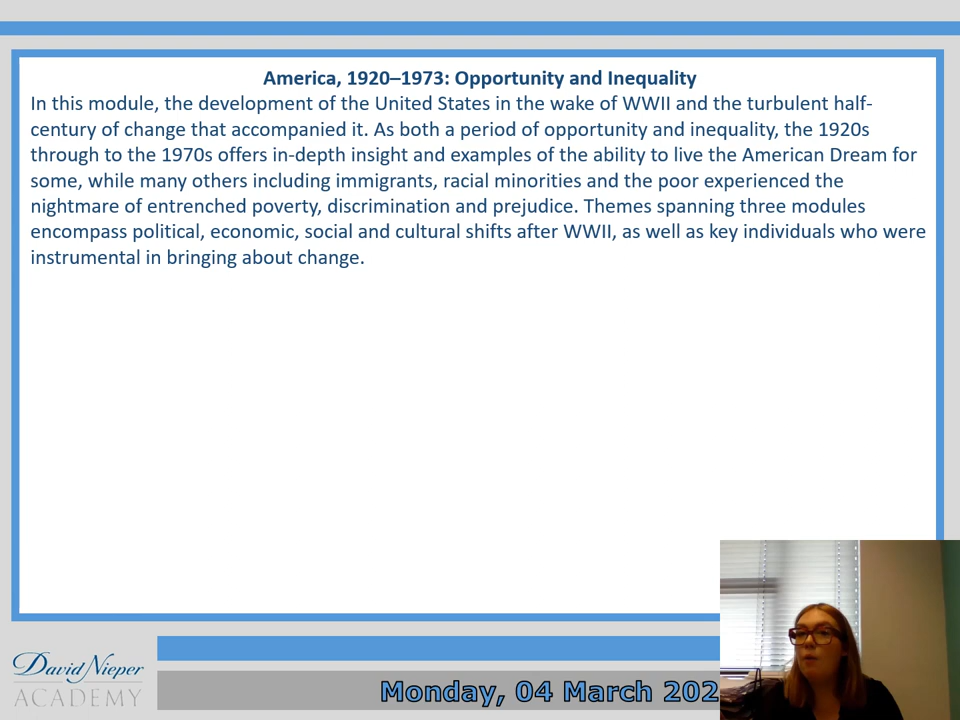 America, 1920–1973: Opportunity and Inequality
In this module, the development of the United States in the wake of WWII and the turbulent half-
century of change that accompanied it. As both a period of opportunity and inequality, the 1920s
through to the 1970s offers in-depth insight and examples of the ability to live the American Dream for
some, while many others including immigrants, racial minorities and the poor experienced the
nightmare of entrenched poverty, discrimination and prejudice. Themes spanning three modules
encompass political, economic, social and cultural shifts after WWII, as well as key individuals who were
instrumental in bringing about change.
David Nieper
ACADEMY
Monday, 04 March 202